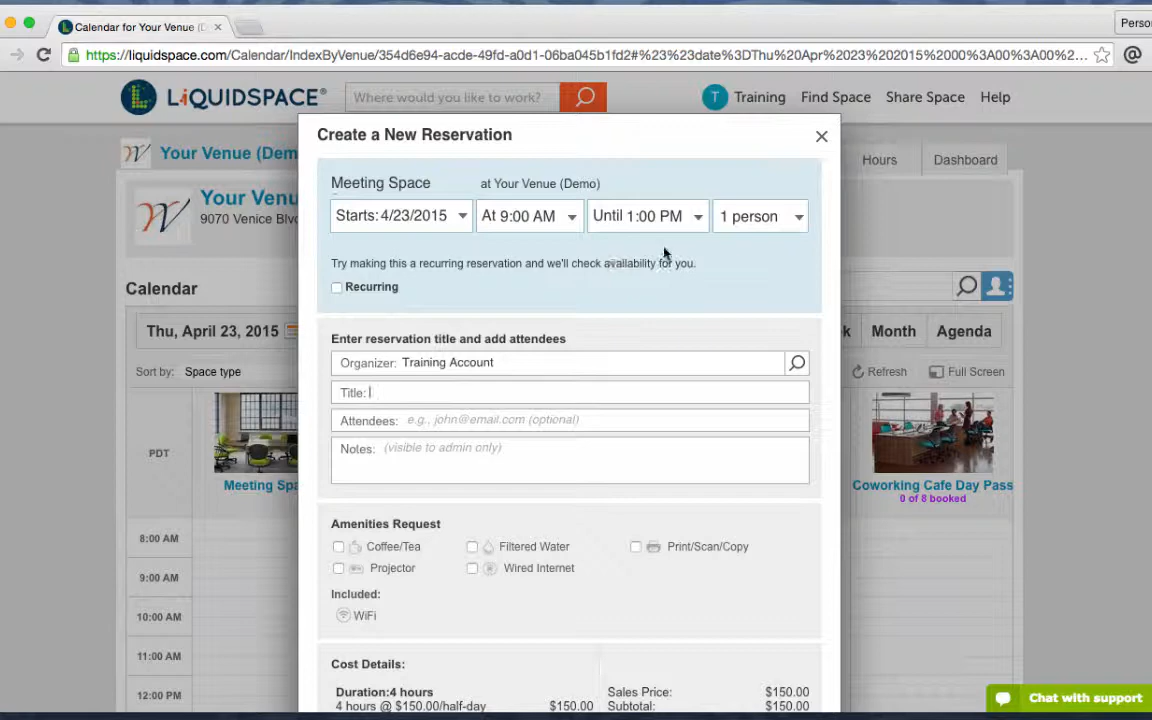 Calendar for Your Venue (D
Person
https://liquidspace.com/Calendar/IndexByVenue/354d6e94-acde-49fd-a0d1-06ba045b1fd2#%23%23date%3DThu%20Apr%2023%202015%2000%3A00%3A00%2...
LIQUIDSPACE® Where would you like to work? T Training Find Space Share Space Help
Create a New Reservation
Your Venue (Dem
Hours Dashboard
Meeting Space at Your Venue (Demo)
Your Venu
9070 Venice Blv
Starts: 4/23/2015 At 9:00 AM Until 1:00 PM 1 person
Try making this a recurring reservation and we'll check availability for you.
Recurring
Calendar
Thu, April 23, 2015
k Month Agenda
Enter reservation title and add attendees
Organizer: Training Account
Sort by: Space type
Refresh Full Screen
Title:
Attendees: e.g., john@email.com (optional)
Notes: (visible to admin only)
PDT
Meeting Spa
Coworking Cafe Day Pass
0 of 8 booked
Amenities Request
Coffee/Tea Filtered Water Print/Scan/Copy
Projector Wired Internet
Included:
WiFi
8:00 AM
9:00 AM
10:00 AM
11:00 AM
12:00 PM
Cost Details:
Duration:4 hours
4 hours @ $150.00/half-day $150.00
Sales Price: $150.00
Subtotal: $150.00
Chat with support